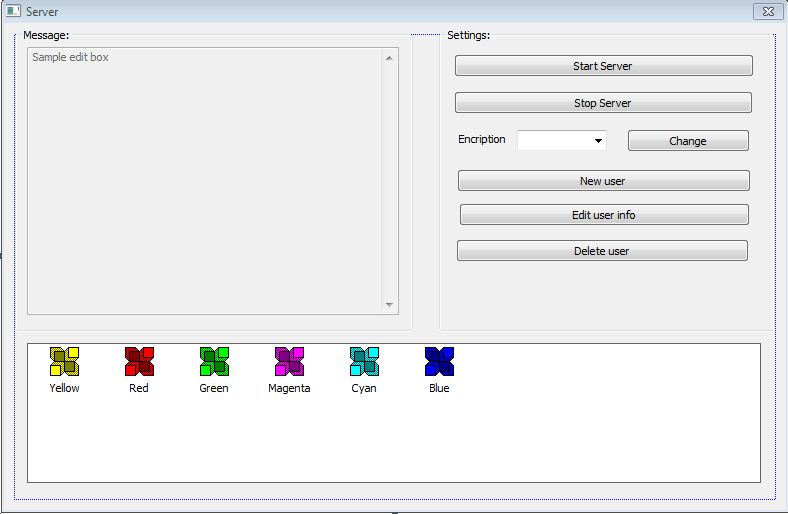 Server
Message:
Settings:
Sample edit box
Start Server
Stop Server
Encription
Change
New user
Edit user info
Delete user
Yellow
Red
Green
Magenta
Cyan
Blue